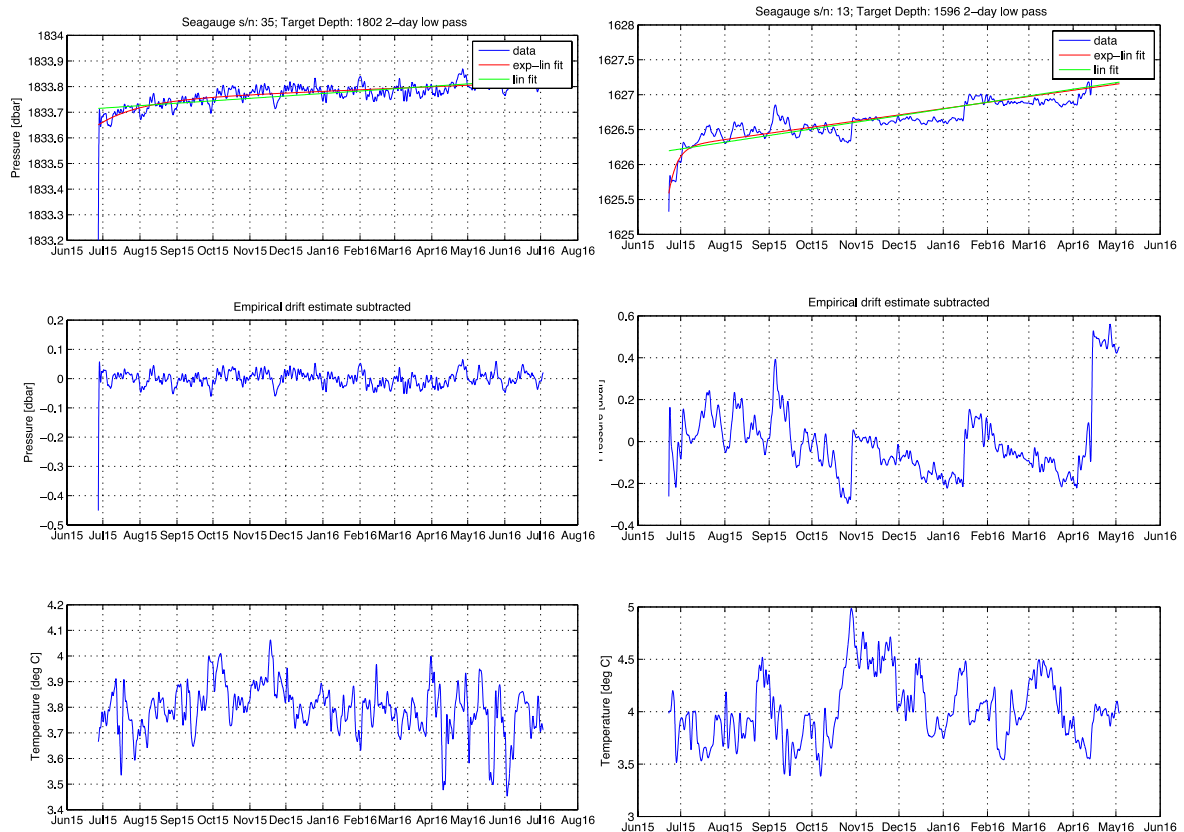 Seagauge s/n: 35; Target Depth: 1802 2−day low pass
1834
1833.9
1833.8
1833.7
1833.6
1833.5
1833.4
1833.3
1833.2
Pressure [dbar]
data
exp−lin fit
lin fit
Jun15 Jul15 Aug15 Sep15 Oct15 Nov15 Dec15 Jan16 Feb16 Mar16 Apr16 May16 Jun16 Jul16 Aug16
Seagauge s/n: 13; Target Depth: 1596 2−day low pass
1628
1627.5
1627
1626.5
1626
1625.5
1625
Pressure [dbar]
data
exp−lin fit
lin fit
Jun15 Jul15 Aug15 Sep15 Oct15 Nov15 Dec15 Jan16 Feb16 Mar16 Apr16 May16 Jun16
Empirical drift estimate subtracted
0.2
0.1
0
−0.1
−0.2
−0.3
−0.4
−0.5
Pressure [dbar]
Jun15 Jul15 Aug15 Sep15 Oct15 Nov15 Dec15 Jan16 Feb16 Mar16 Apr16 May16 Jun16 Jul16 Aug16
Empirical drift estimate subtracted
0.6
0.4
0.2
0
−0.2
−0.4
Pressure [dbar]
Jun15 Jul15 Aug15 Sep15 Oct15 Nov15 Dec15 Jan16 Feb16 Mar16 Apr16 May16 Jun16
4.2
4.1
4
3.9
3.8
3.7
3.6
3.5
3.4
Temperature [deg C]
Jun15 Jul15 Aug15 Sep15 Oct15 Nov15 Dec15 Jan16 Feb16 Mar16 Apr16 May16 Jun16 Jul16 Aug16
5
4.5
4
3.5
3
Temperature [deg C]
Jun15 Jul15 Aug15 Sep15 Oct15 Nov15 Dec15 Jan16 Feb16 Mar16 Apr16 May16 Jun16